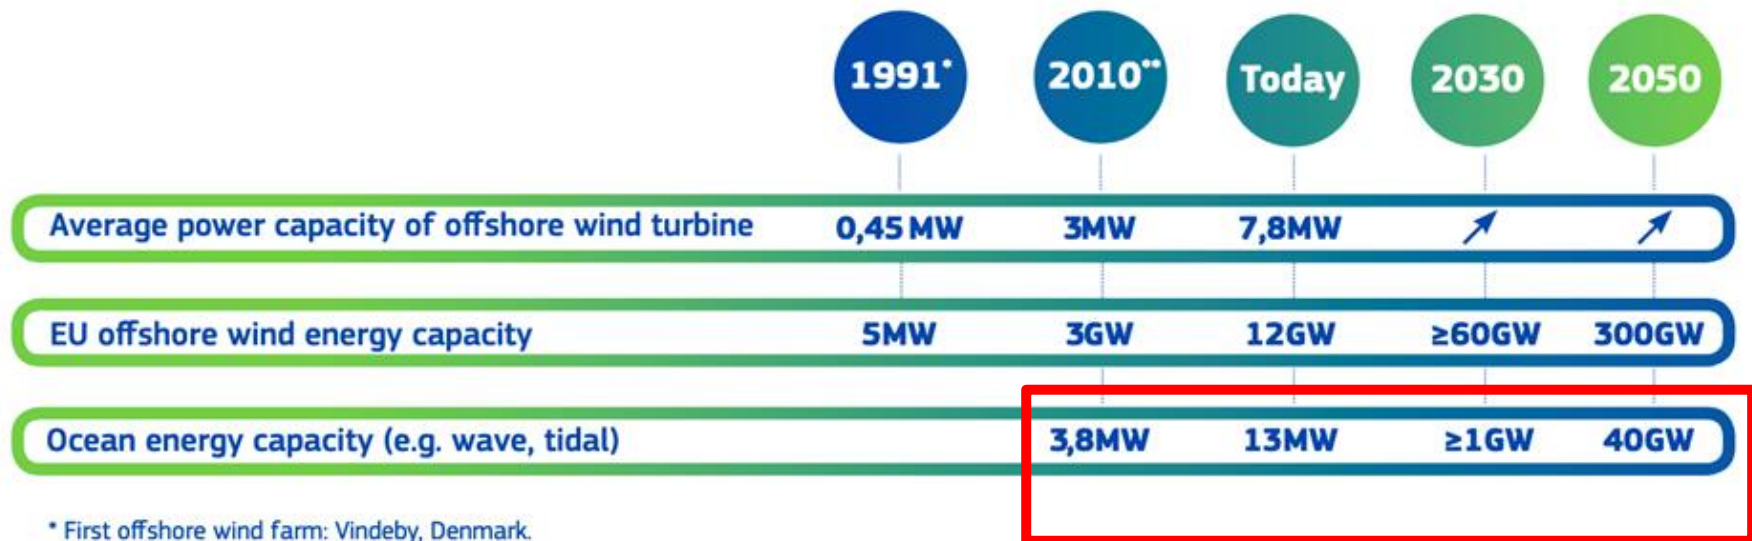 1991* 2010** Today 2030 2050
Average power capacity of offshore wind turbine 0,45 MW 3MW 7,8MW
EU offshore wind energy capacity 5MW 3GW 12GW ≥60GW 300GW
Ocean energy capacity (e.g. wave, tidal) 3,8MW 13MW ≥1GW 40GW
* First offshore wind farm: Vindeby, Denmark.